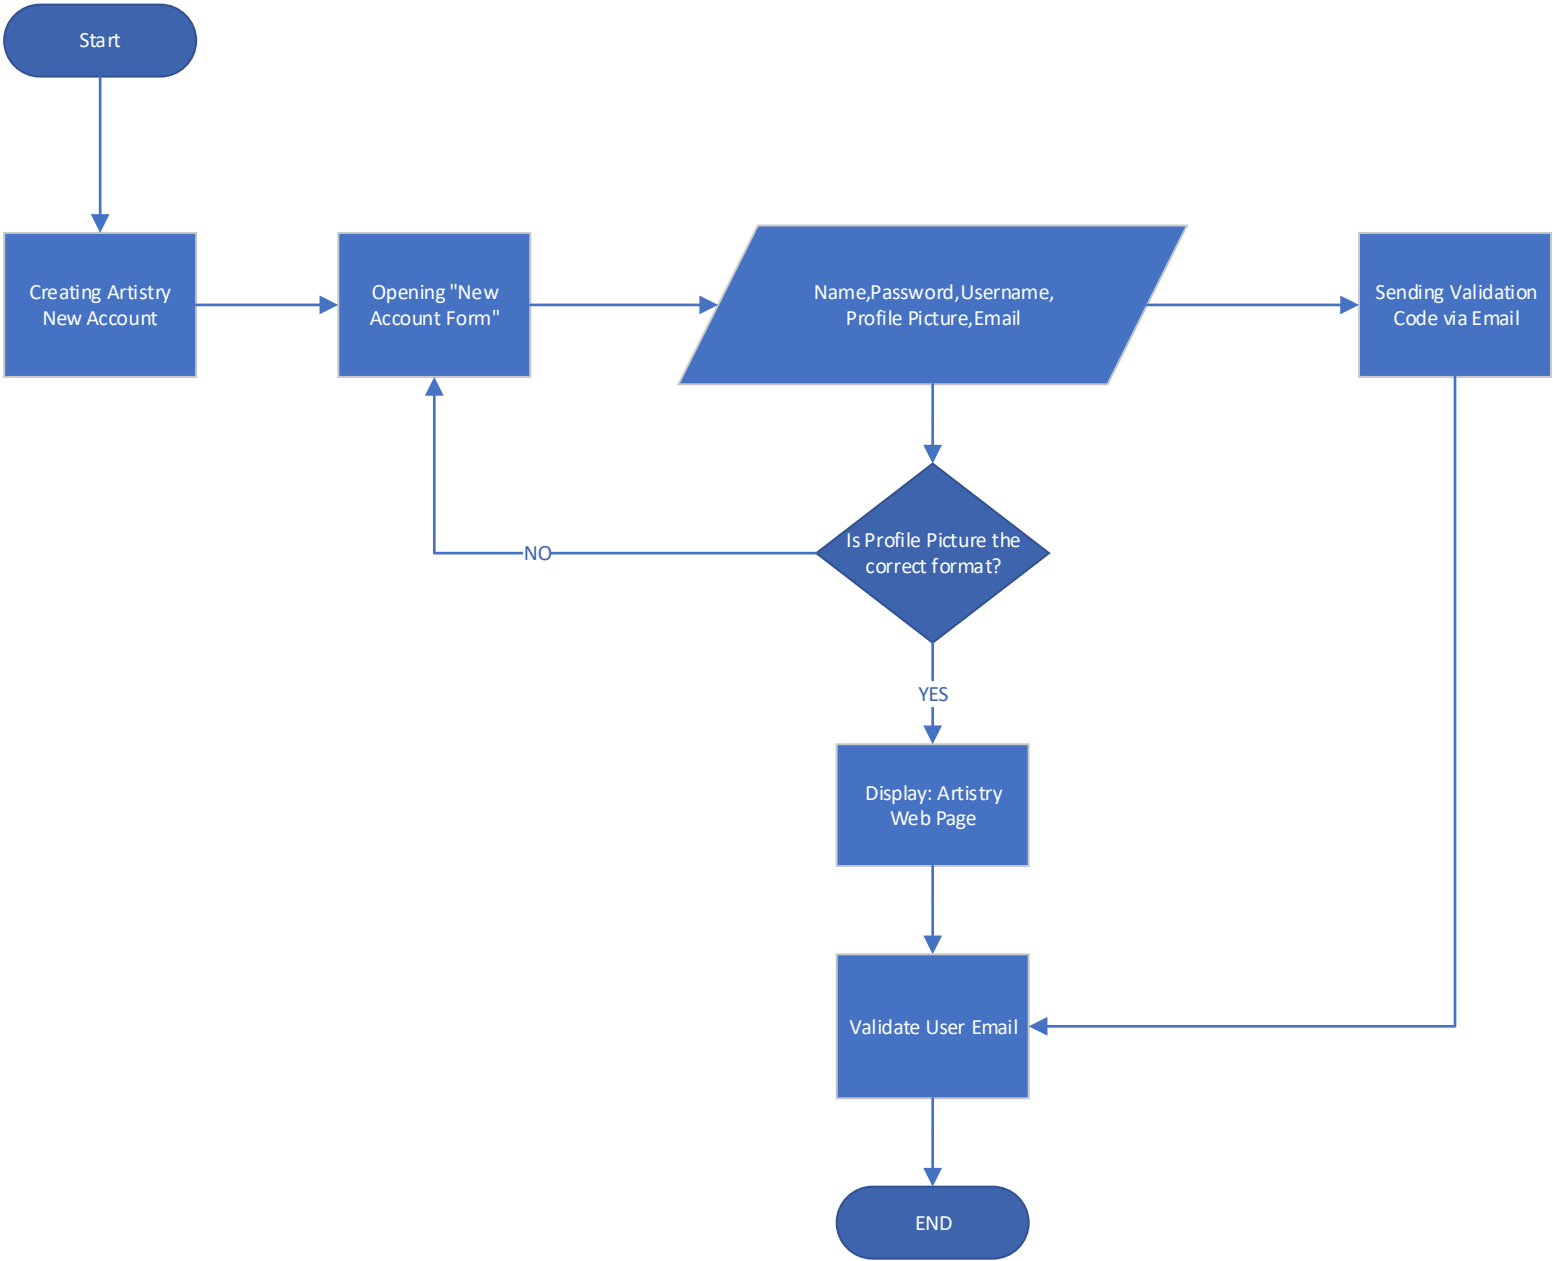 Start
Creating Artistry
New Account
Opening "New
Account Form"
Name,Password,Username,
Profile Picture,Email
Sending Validation
Code via Email
Is Profile Picture the
correct format?
NO
YES
Display: Artistry
Web Page
Validate User Email
END